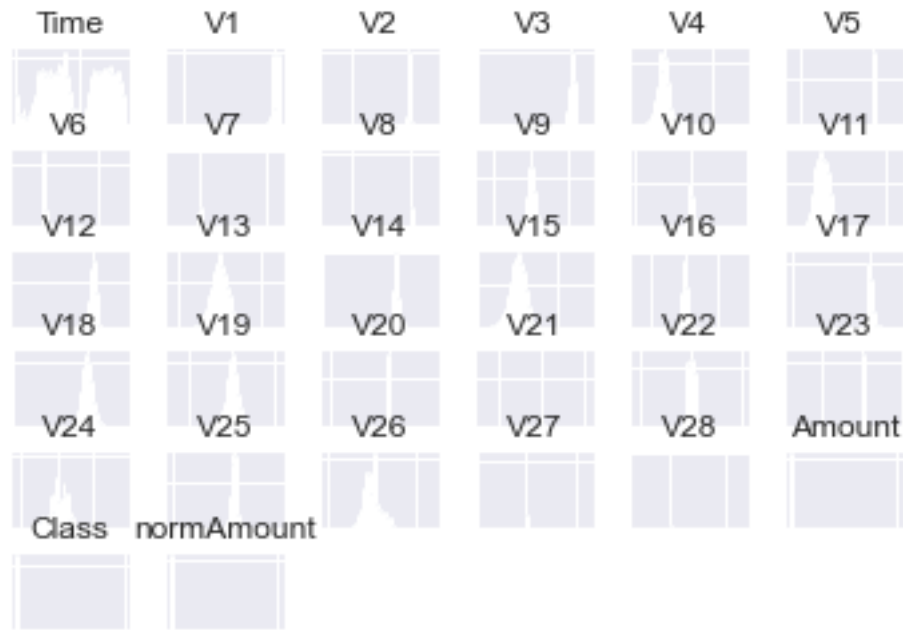 Time V1 V2 V3 V4 V5
V6 V7 V8 V9 V10 V11
V12 V13 V14 V15 V16 V17
V18 V19 V20 V21 V22 V23
V24 V25 V26 V27 V28 Amount
Class normAmount